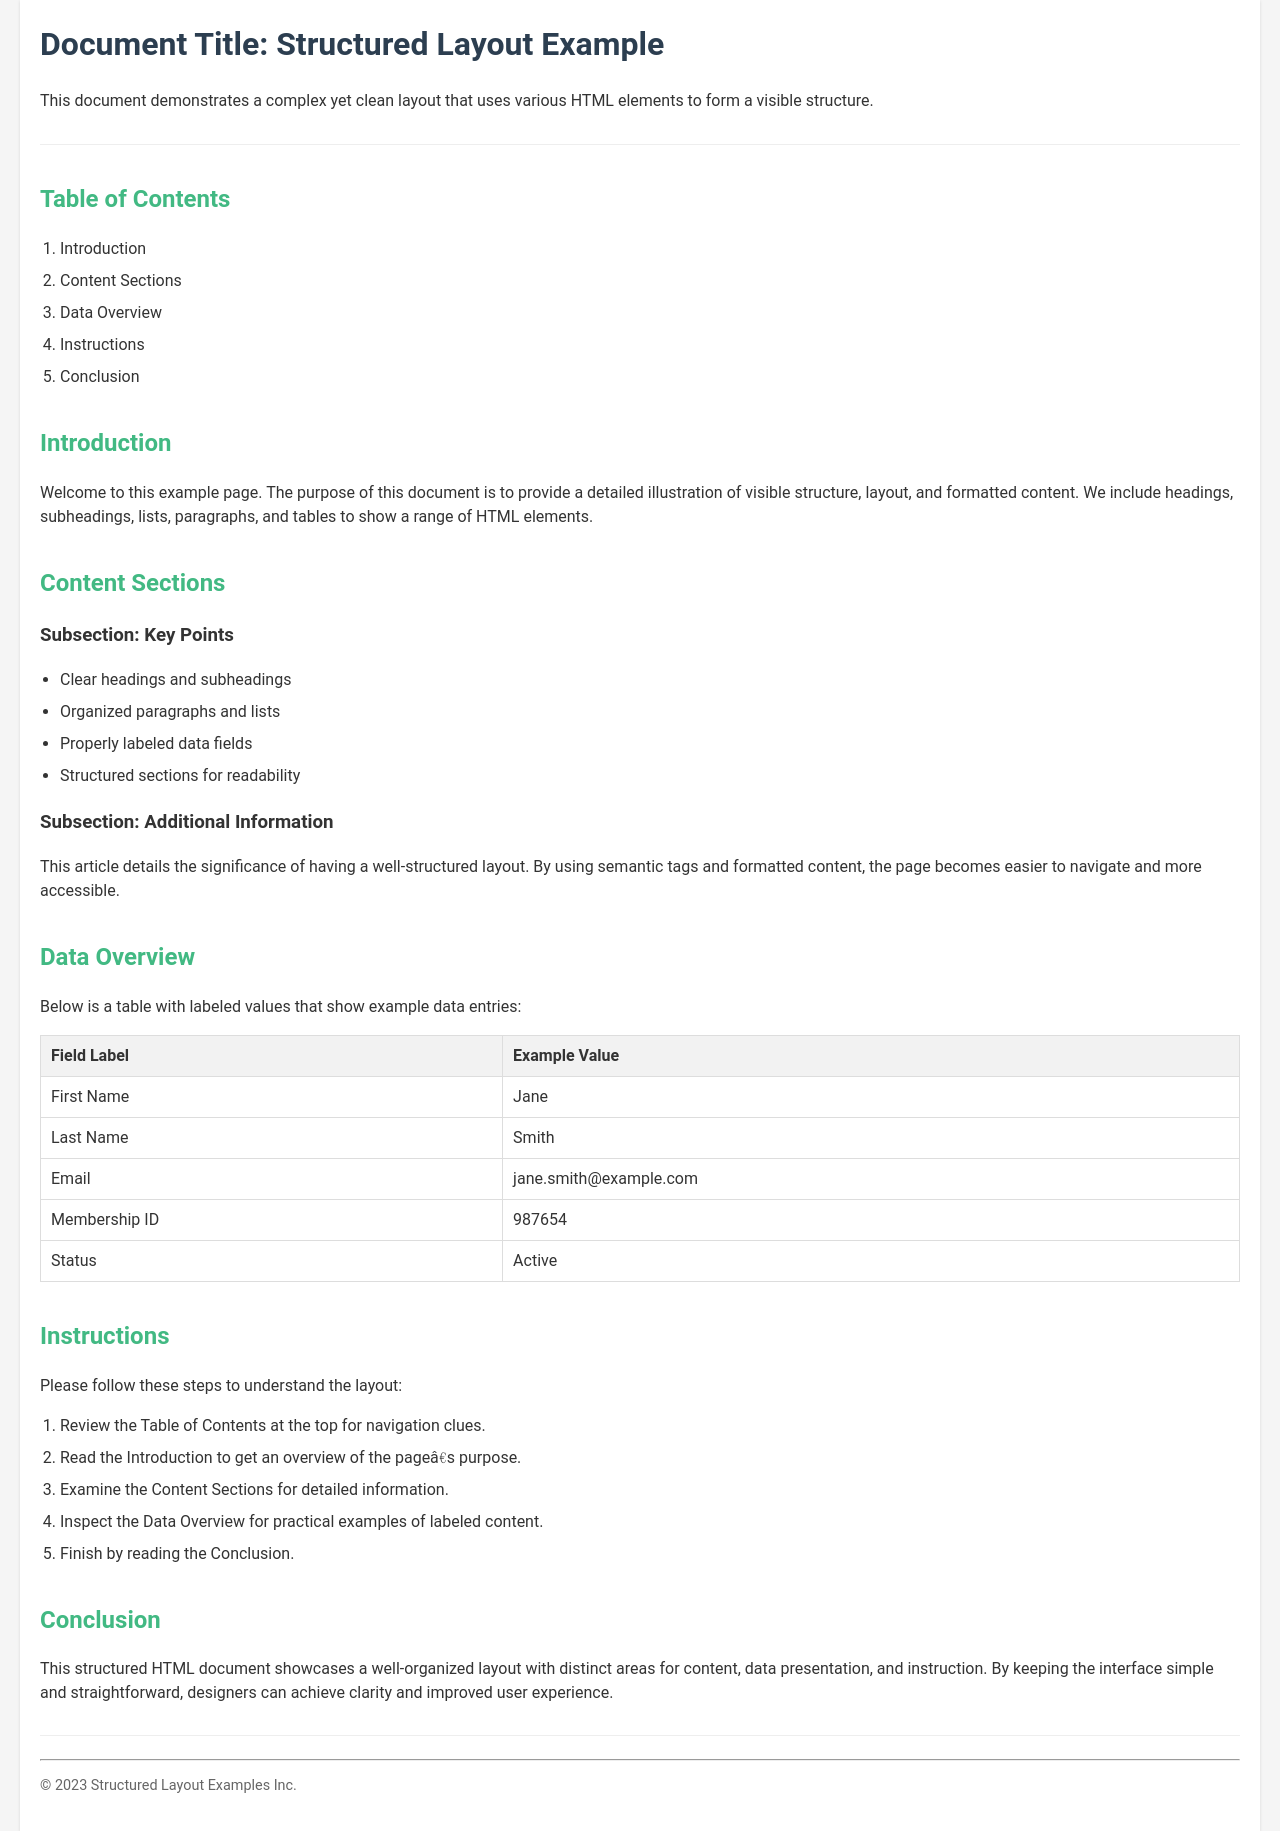 Document Title: Structured Layout Example
This document demonstrates a complex yet clean layout that uses various HTML elements to form a visible structure.
Table of Contents
1. Introduction
2. Content Sections
3. Data Overview
4. Instructions
5. Conclusion
Introduction
Welcome to this example page. The purpose of this document is to provide a detailed illustration of visible structure, layout, and formatted content. We include headings,
subheadings, lists, paragraphs, and tables to show a range of HTML elements.
Content Sections
Subsection: Key Points
• Clear headings and subheadings
• Organized paragraphs and lists
• Properly labeled data fields
• Structured sections for readability
Subsection: Additional Information
This article details the significance of having a well-structured layout. By using semantic tags and formatted content, the page becomes easier to navigate and more
accessible.
Data Overview
Below is a table with labeled values that show example data entries:
Field Label Example Value
First Name Jane
Last Name Smith
Email jane.smith@example.com
Membership ID 987654
Status Active
Instructions
Please follow these steps to understand the layout:
1. Review the Table of Contents at the top for navigation clues.
2. Read the Introduction to get an overview of the pageâ€s purpose.
3. Examine the Content Sections for detailed information.
4. Inspect the Data Overview for practical examples of labeled content.
5. Finish by reading the Conclusion.
Conclusion
This structured HTML document showcases a well-organized layout with distinct areas for content, data presentation, and instruction. By keeping the interface simple
and straightforward, designers can achieve clarity and improved user experience.
© 2023 Structured Layout Examples Inc.